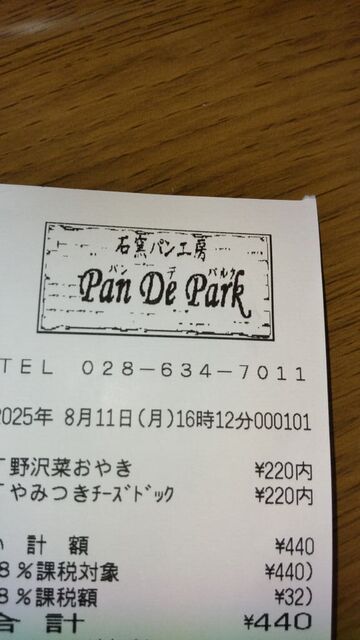 石窯パン工房
パン デ パルク
Pan De Park
TEL 028-634-7011
2025年 8月11日(月)16時12分000101
野沢菜おやき ¥220内
やみつきチーズドック ¥220内
計 額 ¥440
8%課税対象 ¥440)
8%課税額 ¥32)
合 計 ¥440